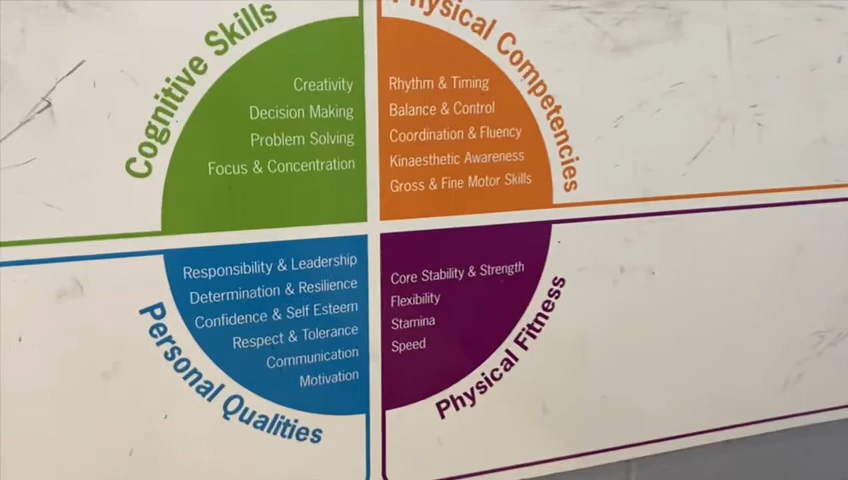 Cognitive Skills
Creativity
Decision Making
Problem Solving
Focus & Concentration
Physical Competencies
Rhythm & Timing
Balance & Control
Coordination & Fluency
Kinaesthetic Awareness
Gross & Fine Motor Skills
Responsibility & Leadership
Determination & Resilience
Confidence & Self Esteem
Respect & Tolerance
Communication
Motivation
Personal Qualities
Core Stability & Strength
Flexibility
Stamina
Speed
Physical Fitness